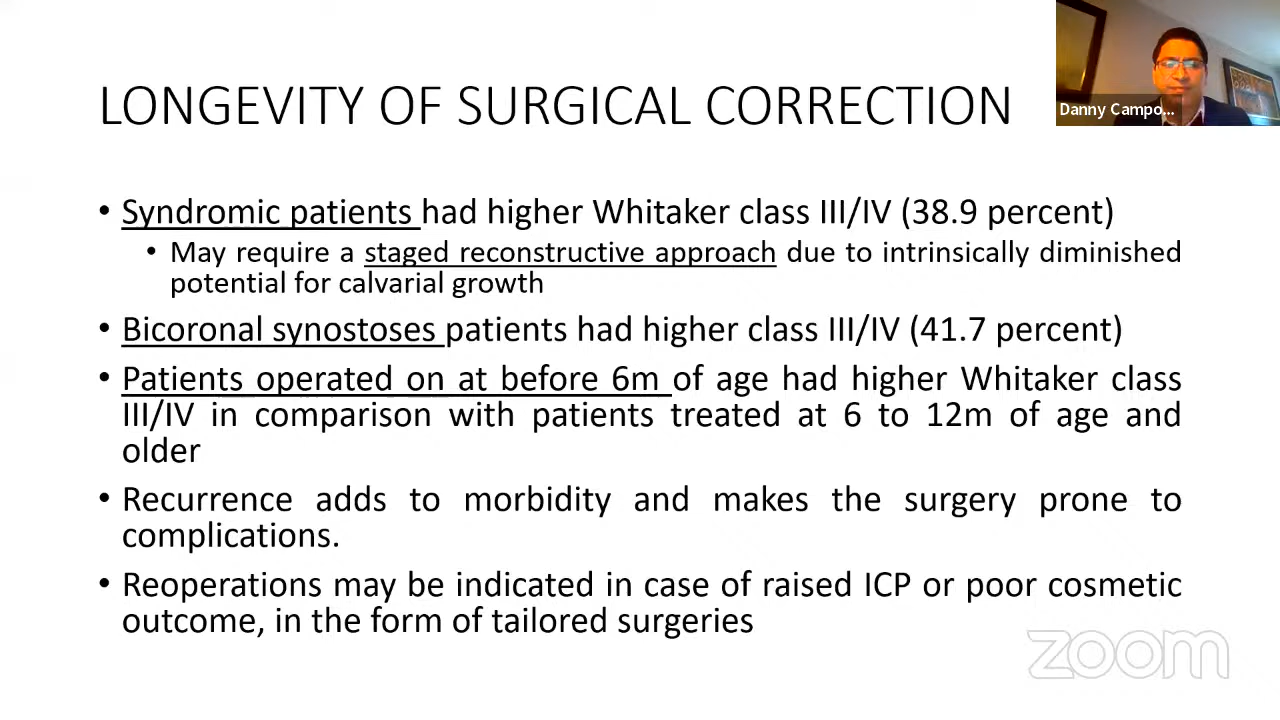 LONGEVITY OF SURGICAL CORRECTION
Danny Campo...
• Syndromic patients had higher Whitaker class III/IV (38.9 percent)
• May require a staged reconstructive approach due to intrinsically diminished
potential for calvarial growth
• Bicoronal synostoses patients had higher class III/IV (41.7 percent)
• Patients operated on at before 6m of age had higher Whitaker class
III/IV in comparison with patients treated at 6 to 12m of age and
older
• Recurrence adds to morbidity and makes the surgery prone to
complications.
• Reoperations may be indicated in case of raised ICP or poor cosmetic
outcome, in the form of tailored surgeries
zoom